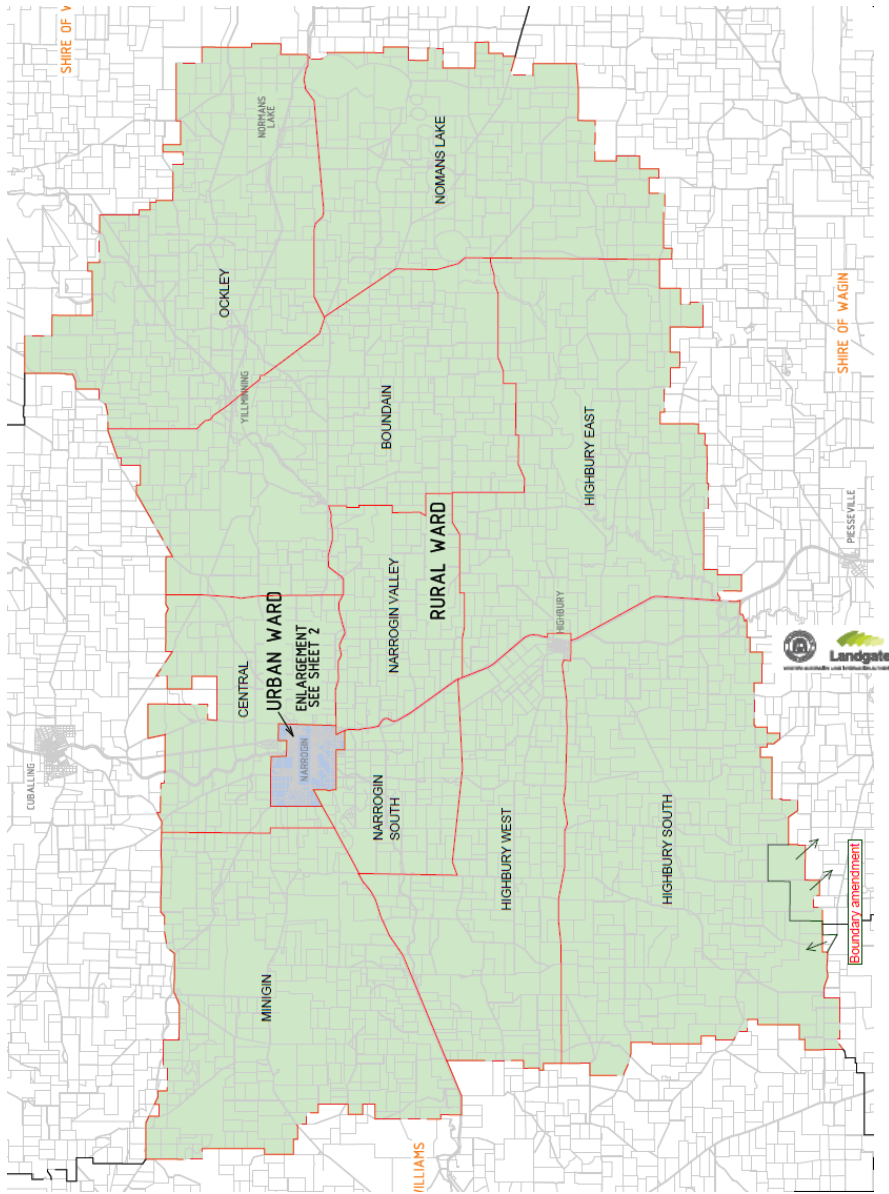 CUBALLING
SHIRE OF
OCKLEY
CENTRAL
YILLMINNING
NORMANS
LAKE
MINIGIN
URBAN WARD
ENLARGEMENT
SEE SHEET 2
NARROGIN
NARROGIN
SOUTH
NARROGIN VALLEY
BOUNDAIN
ILLIAMS
RURAL WARD
NOMANS LAKE
HIGHBURY WEST
HIGHBURY
HIGHBURY EAST
HIGHBURY SOUTH
SHIRE OF WAGIN
PIESSEVILLE
Landgate
Boundary amendment